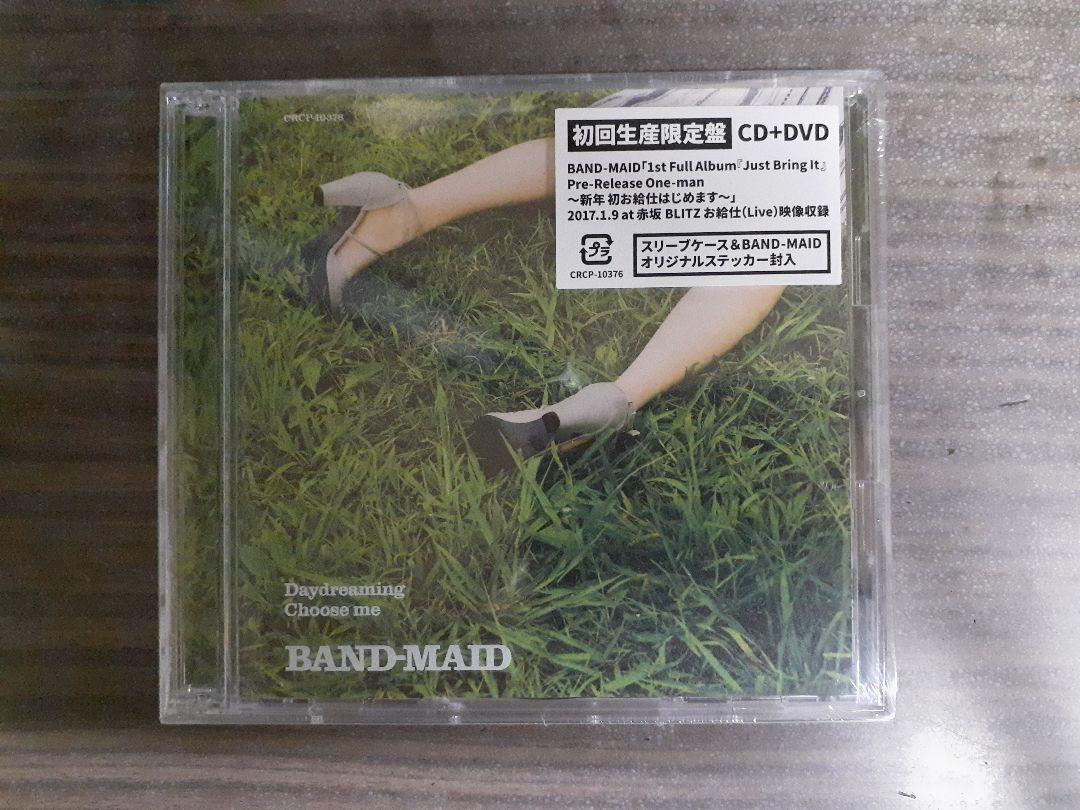 CRCP-10376
初回生産限定盤 CD+DVD
BAND-MAID「1st Full Album『Just Bring It』
Pre-Release One-man
〜新年 初お給仕はじめます〜」
2017.1.9 at 赤坂 BLITZ お給仕(Live)映像収録
プラ
CRCP-10376
スリーブケース&BAND-MAID
オリジナルステッカー封入
Daydreaming
Choose me
BAND-MAID